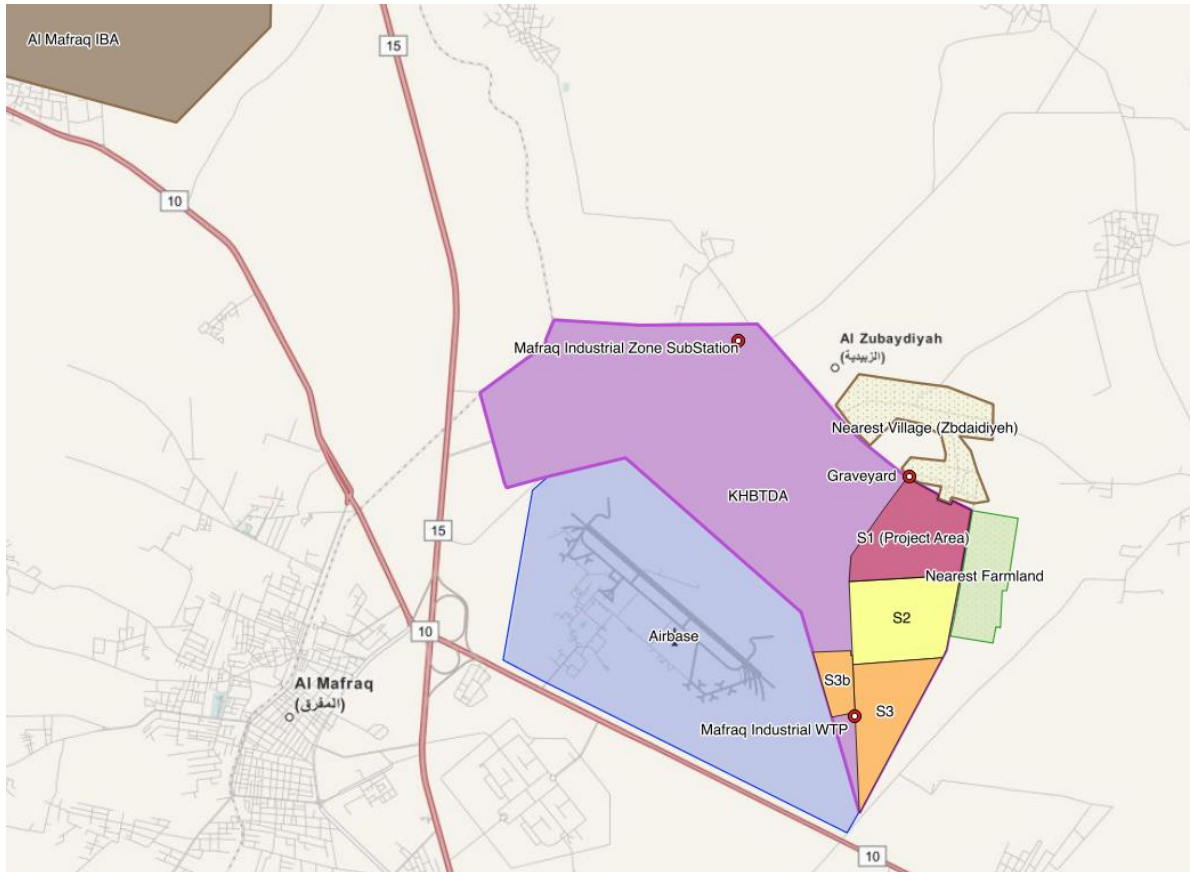 Al Mafraq IBA
15
10
Al Zubaydiyah
(الزبيدية)
Mafraq Industrial Zone SubStation
Nearest Village (Zbdaidiyeh)
Graveyard
KHBTDA
S1 (Project Area)
15
Nearest Farmland
S2
10
Airbase
S3b
Al Mafraq
(المفرق)
S3
Mafraq Industrial WTP
10